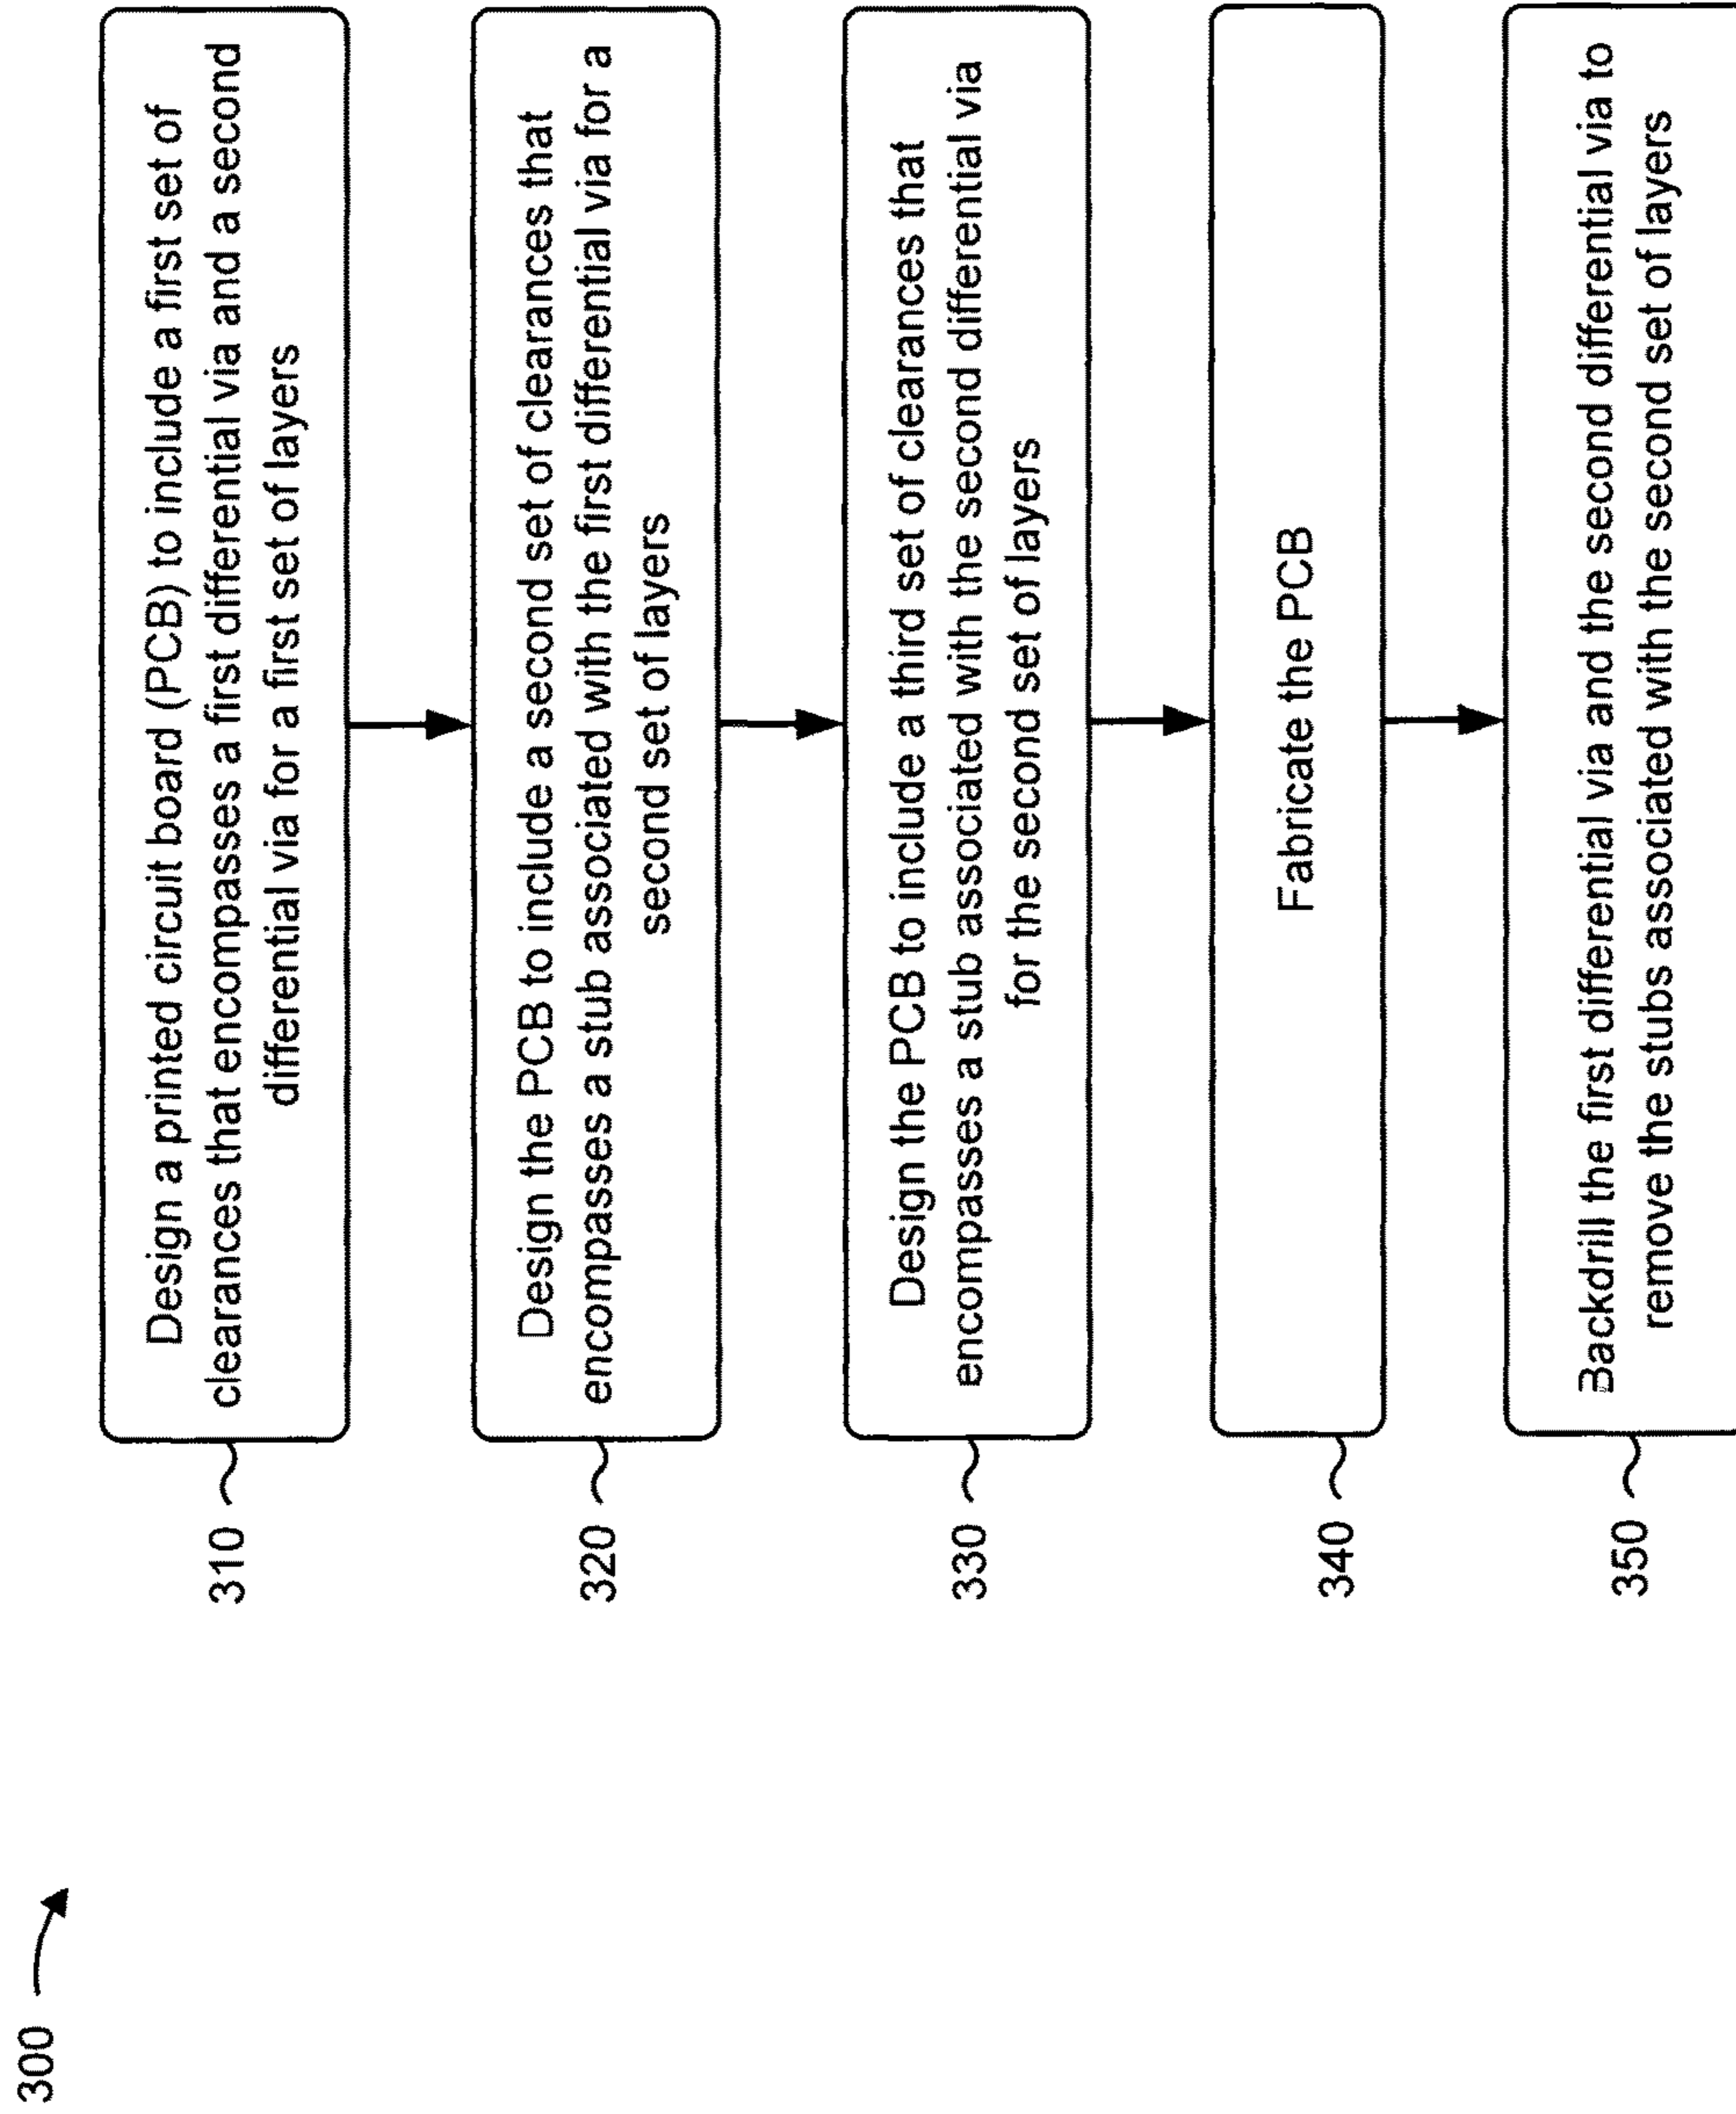 300
310
Design a printed circuit board (PCB) to include a first set of
clearances that encompasses a first differential via and a second
differential via for a first set of layers
320
Design the PCB to include a second set of clearances that
encompasses a stub associated with the first differential via for a
second set of layers
330
Design the PCB to include a third set of clearances that
encompasses a stub associated with the second differential via
for the second set of layers
340
Fabricate the PCB
350
Backdrill the first differential via and the second differential via to
remove the stubs associated with the second set of layers